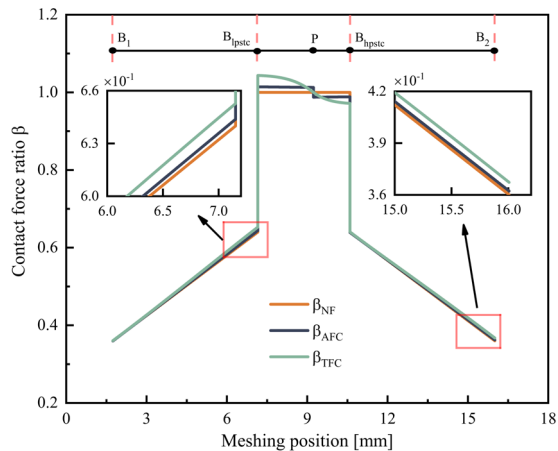 1.2
1.0
0.8
0.6
0.4
0.2
Contact force ratio β
B1 Blpstc P Bhpstc B2
×10⁻¹
6.6
6.3
6.0
6.0 6.5 7.0
×10⁻¹
4.2
3.9
3.6
15.0 15.5 16.0
βNF
βAFC
βTFC
0 3 6 9 12 15 18
Meshing position [mm]